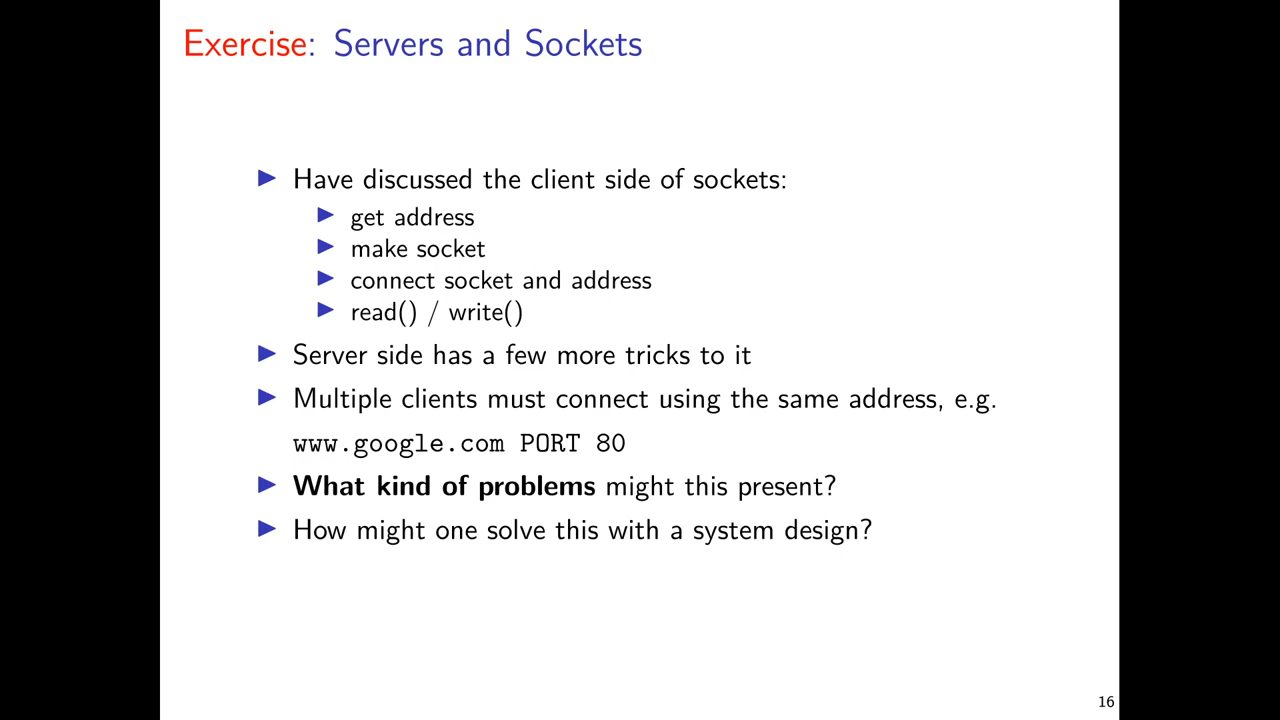 Exercise: Servers and Sockets
Have discussed the client side of sockets:
get address
make socket
connect socket and address
read() / write()
Server side has a few more tricks to it
Multiple clients must connect using the same address, e.g.
www.google.com PORT 80
What kind of problems might this present?
How might one solve this with a system design?
16